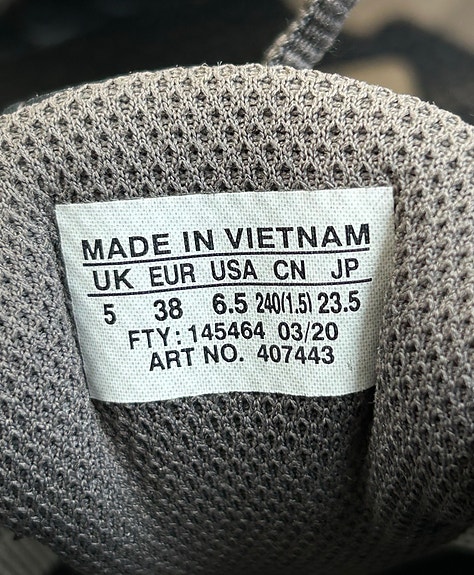 MADE IN VIETNAM
UK EUR USA CN JP
5 38 6.5 240(1.5) 23.5
FTY: 145464 03/20
ART NO. 407443